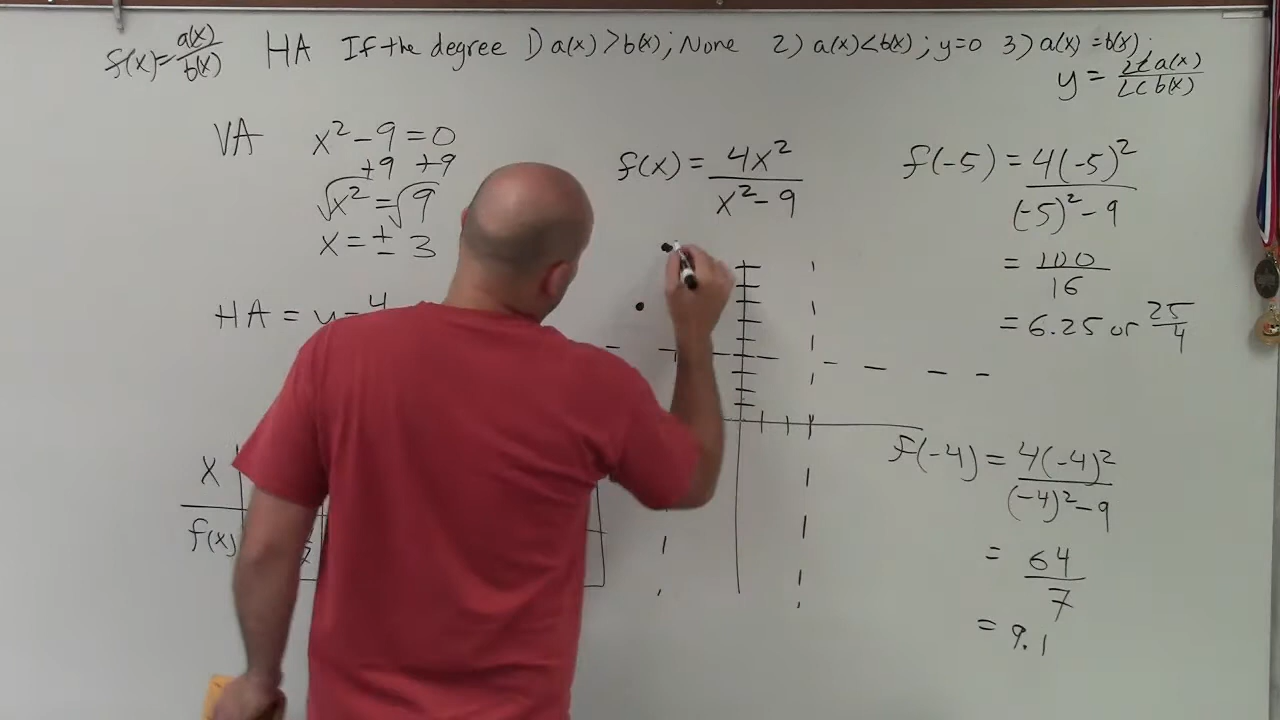 f(x)=a(x)/b(x) HA If the degree 1) a(x)>b(x); None 2) a(x)<b(x); y=0 3) a(x)=b(x);
y = LC a(x)/LC b(x)
VA x²-9=0
+9 +9
√x²=√9
x=±3
HA = y=4
f(x) = 4x²/x²-9
f(-5) = 4(-5)²/(-5)²-9
= 100/16
= 6.25 or 25/4
x
f(x)
f(-4) = 4(-4)²/(-4)²-9
= 64/7
= 9.1